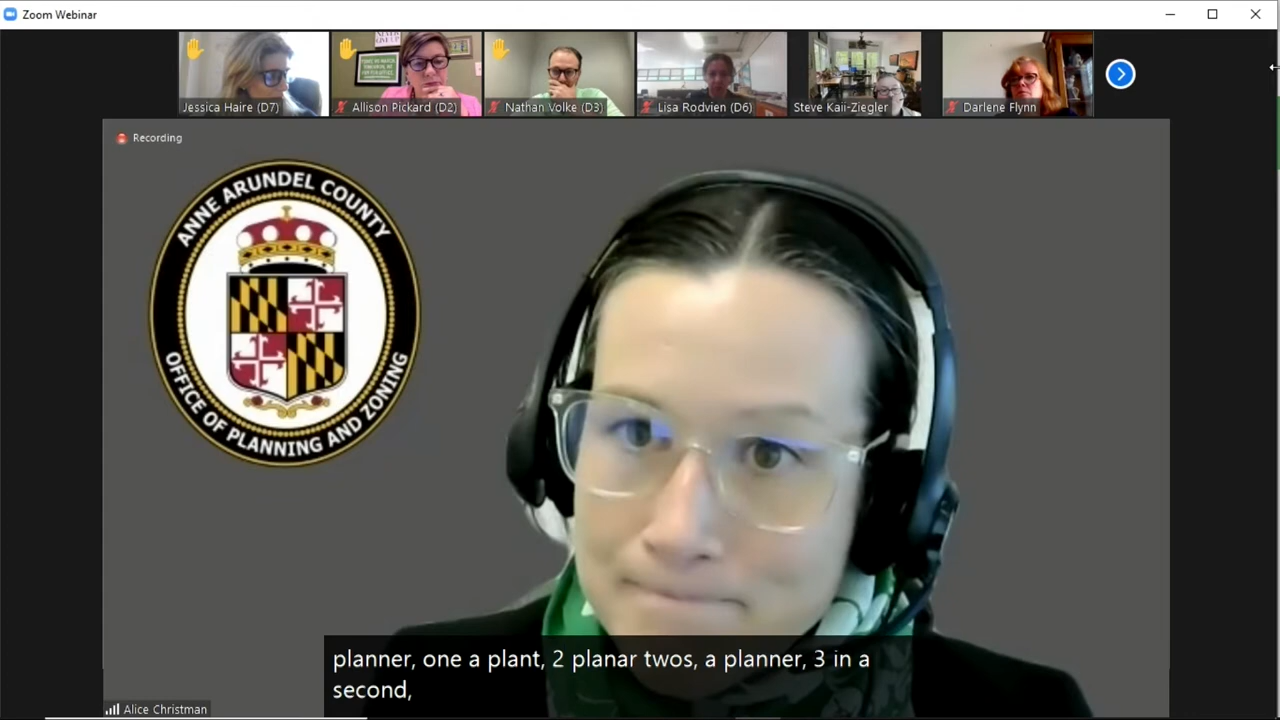 Zoom Webinar
Jessica Haire (D7)
Allison Pickard (D2)
Nathan Volke (D3)
Lisa Rodvien (D6)
Steve Kaii-Ziegler
Darlene Flynn
Recording
ANNE ARUNDEL COUNTY
OFFICE OF PLANNING AND ZONING
planner, one a plant, 2 planar twos, a planner, 3 in a
second,
Alice Christman